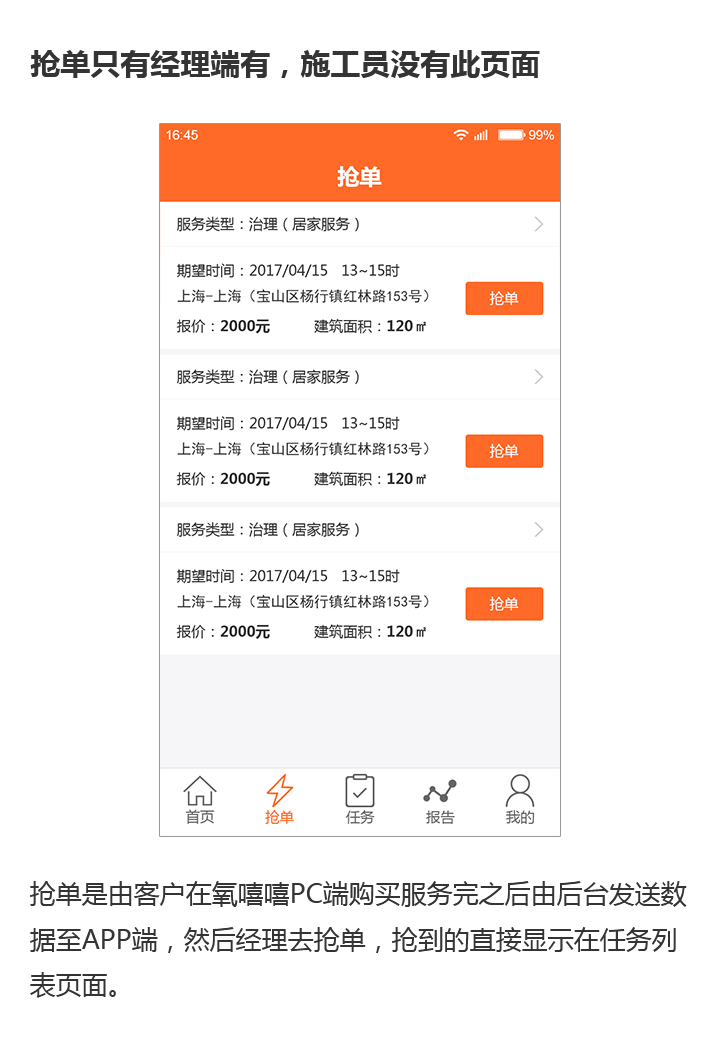 抢单只有经理端有，施工员没有此页面
16:45 99%
抢单
服务类型：治理（居家服务）
期望时间：2017/04/15 13~15时
上海-上海（宝山区杨行镇红林路153号）
抢单
报价：2000元 建筑面积：120㎡
服务类型：治理（居家服务）
期望时间：2017/04/15 13~15时
上海-上海（宝山区杨行镇红林路153号）
抢单
报价：2000元 建筑面积：120㎡
服务类型：治理（居家服务）
期望时间：2017/04/15 13~15时
上海-上海（宝山区杨行镇红林路153号）
抢单
报价：2000元 建筑面积：120㎡
首页 抢单 任务 报告 我的
抢单是由客户在氧嘻嘻PC端购买服务完之后由后台发送数
据至APP端，然后经理去抢单，抢到的直接显示在任务列
表页面。